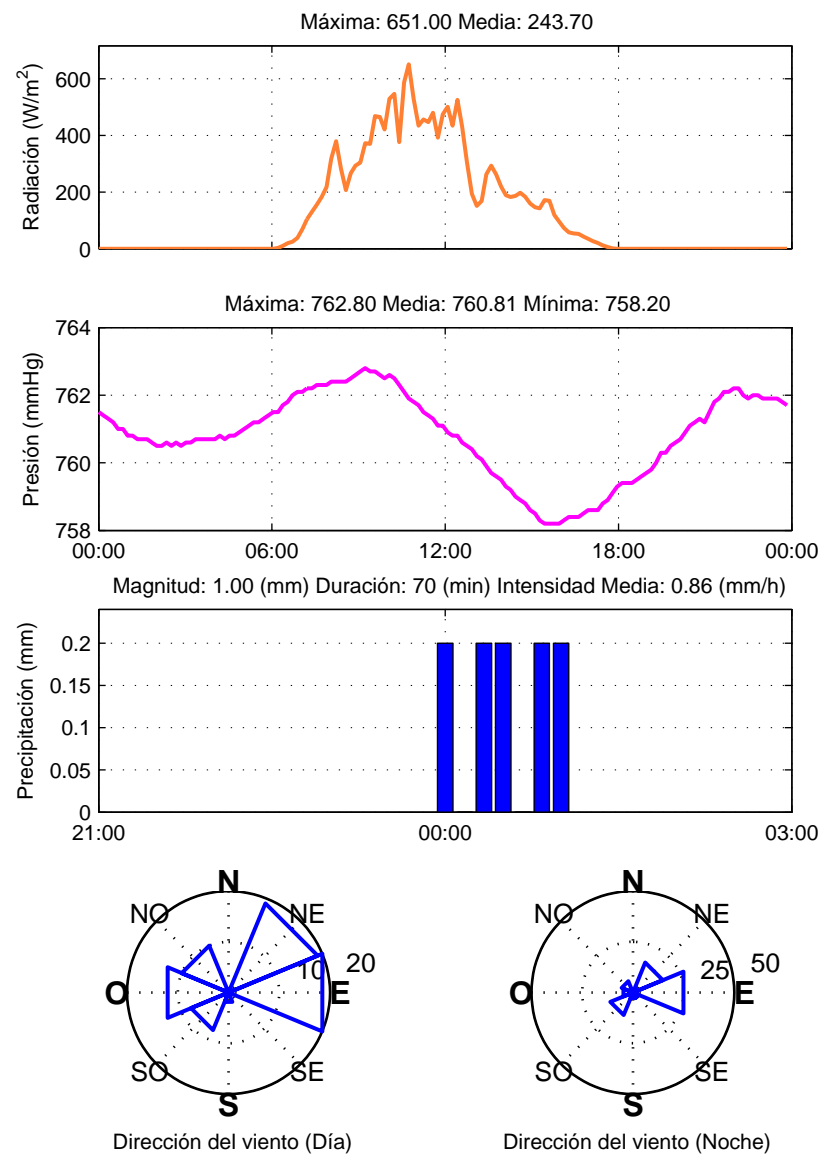 Máxima: 651.00 Media: 243.70
Radiación (W/m²)
600
400
200
0
Máxima: 762.80 Media: 760.81 Mínima: 758.20
Presión (mmHg)
764
762
760
758
00:00 06:00 12:00 18:00 00:00
Magnitud: 1.00 (mm) Duración: 70 (min) Intensidad Media: 0.86 (mm/h)
Precipitación (mm)
0.2
0.15
0.1
0.05
0
21:00 00:00 03:00
N
NO NE
10 20
O E
SO SE
S
Dirección del viento (Día)
N
NO NE
25 50
O E
SO SE
S
Dirección del viento (Noche)